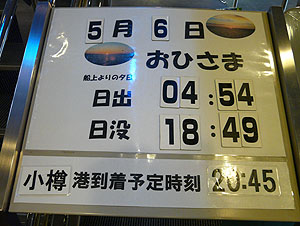 5月6日
おひさま
船上よりの夕日
日出 04:54
日没 18:49
小樽 港到着予定時刻 20:45